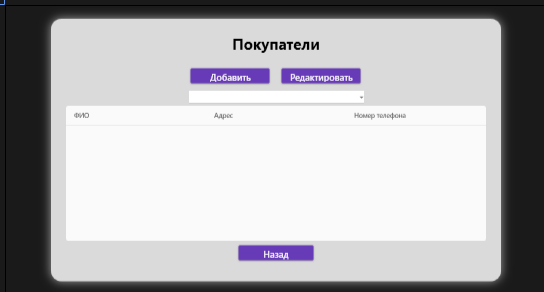 Покупатели
Добавить Редактировать
ФИО Адрес Номер телефона
Назад